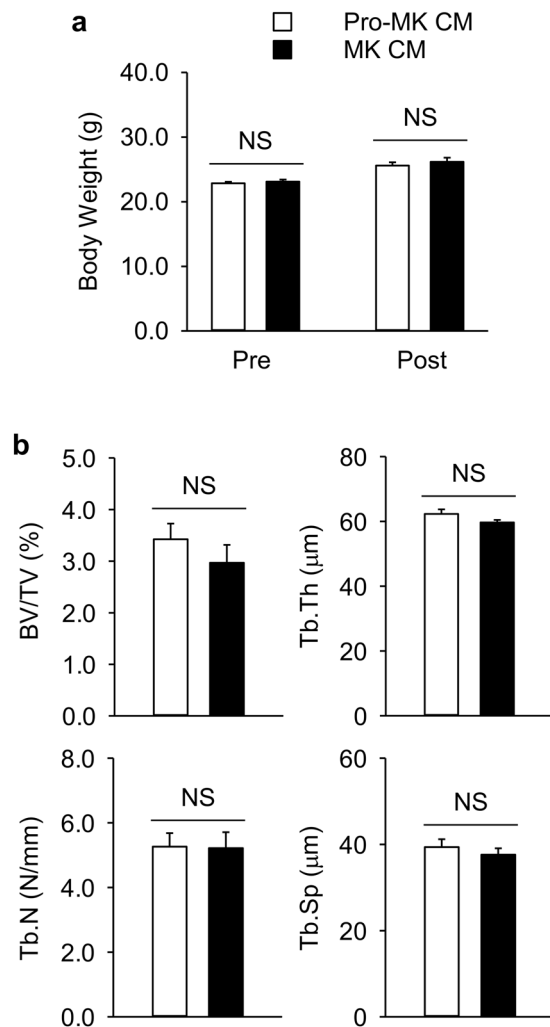 a
Pro-MK CM
MK CM
Body Weight (g)
40.0
30.0
20.0
10.0
0.0
NS
NS
Pre
Post
b
BV/TV (%)
5.0
4.0
3.0
2.0
1.0
0.0
NS
Tb.Th (μm)
80
60
40
20
0
NS
Tb.N (N/mm)
8.0
6.0
4.0
2.0
0.0
NS
Tb.Sp (μm)
60
40
20
0
NS